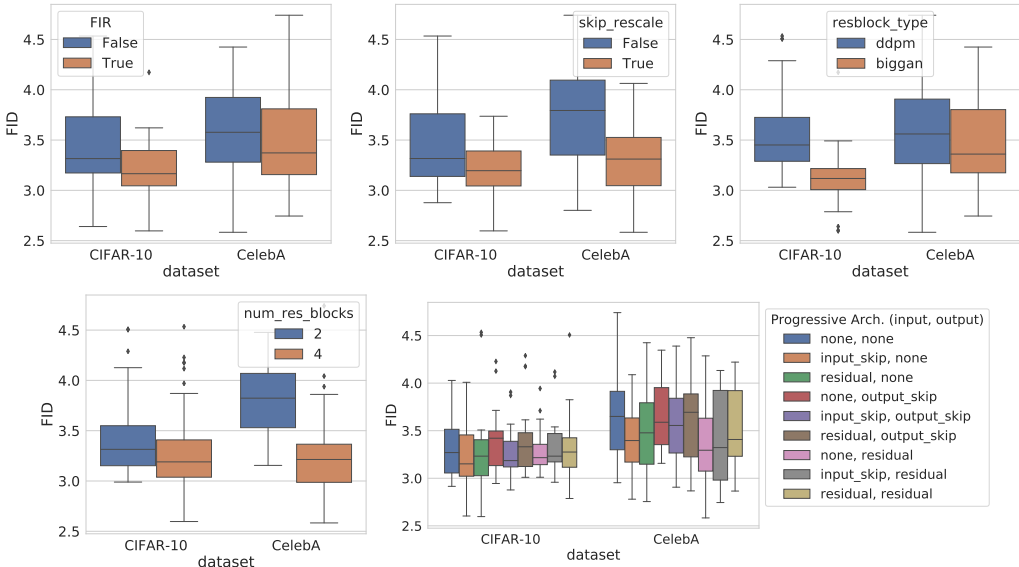 FIR
False
True
4.5
4.0
3.5
3.0
2.5
FID
CIFAR-10
CelebA
dataset
skip_rescale
False
True
4.5
4.0
3.5
3.0
2.5
FID
CIFAR-10
CelebA
dataset
resblock_type
ddpm
biggan
4.5
4.0
3.5
3.0
2.5
FID
CIFAR-10
CelebA
dataset
num_res_blocks
2
4
4.5
4.0
3.5
3.0
2.5
FID
CIFAR-10
CelebA
dataset
4.5
4.0
3.5
3.0
2.5
FID
CIFAR-10
CelebA
dataset
Progressive Arch. (input, output)
none, none
input_skip, none
residual, none
none, output_skip
input_skip, output_skip
residual, output_skip
none, residual
input_skip, residual
residual, residual